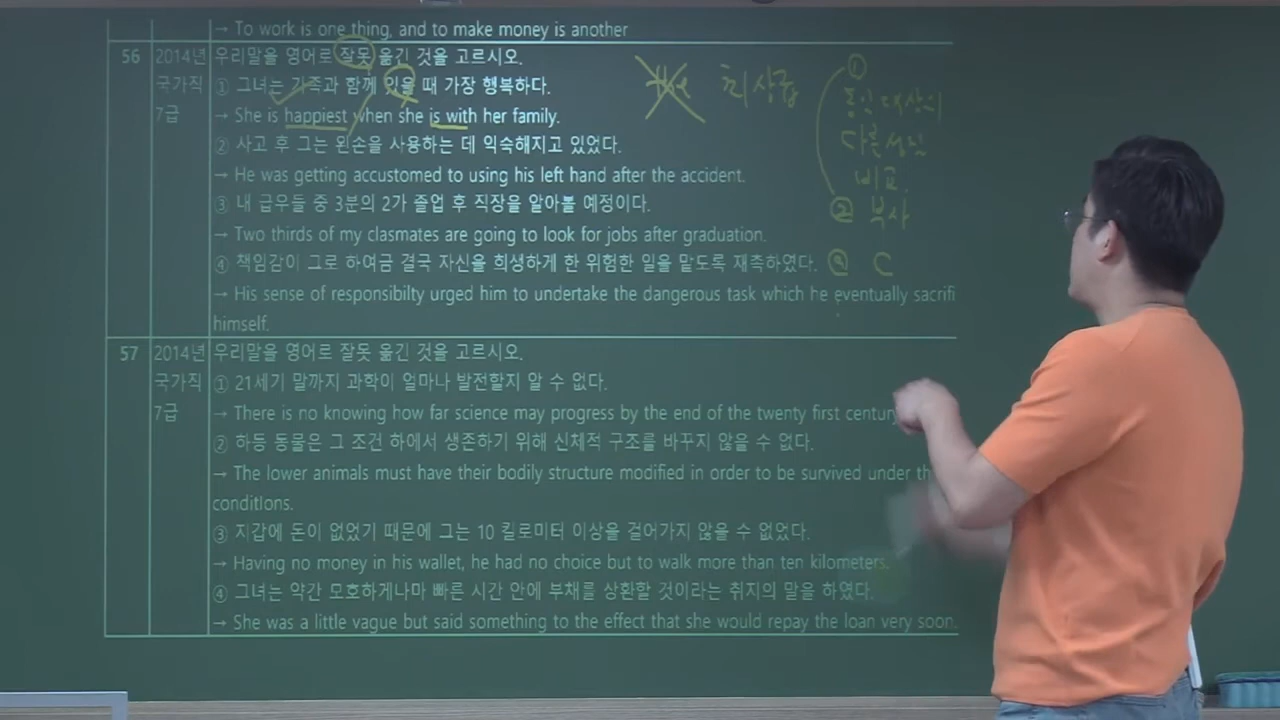 → To work is one thing, and to make money is another
56 2014년 우리말을 영어로 잘못 옮긴 것을 고르시오.
국가직 ① 그녀는 가족과 함께 있을 때 가장 행복하다.
7급 → She is happiest when she is with her family.
② 사고 후 그는 왼손을 사용하는 데 익숙해지고 있었다.
→ He was getting accustomed to using his left hand after the accident.
③ 내 급우들 중 3분의 2가 졸업 후 직장을 알아볼 예정이다.
→ Two thirds of my clasmates are going to look for jobs after graduation.
④ 책임감이 그로 하여금 결국 자신을 희생하게 한 위험한 일을 맡도록 재촉하였다.
→ His sense of responsibilty urged him to undertake the dangerous task which he eventually sacrifi
himself.
the 최상급
①
동일 대상의
다른 성질
비교
② 부사
③ C
57 2014년 우리말을 영어로 잘못 옮긴 것을 고르시오.
국가직 ① 21세기 말까지 과학이 얼마나 발전할지 알 수 없다.
7급 → There is no knowing how far science may progress by the end of the twenty first century
② 하등 동물은 그 조건 하에서 생존하기 위해 신체적 구조를 바꾸지 않을 수 없다.
→ The lower animals must have their bodily structure modified in order to be survived under th
conditions.
③ 지갑에 돈이 없었기 때문에 그는 10 킬로미터 이상을 걸어가지 않을 수 없었다.
→ Having no money in his wallet, he had no choice but to walk more than ten kilometers.
④ 그녀는 약간 모호하게나마 빠른 시간 안에 부채를 상환할 것이라는 취지의 말을 하였다.
→ She was a little vague but said something to the effect that she would repay the loan very soon.